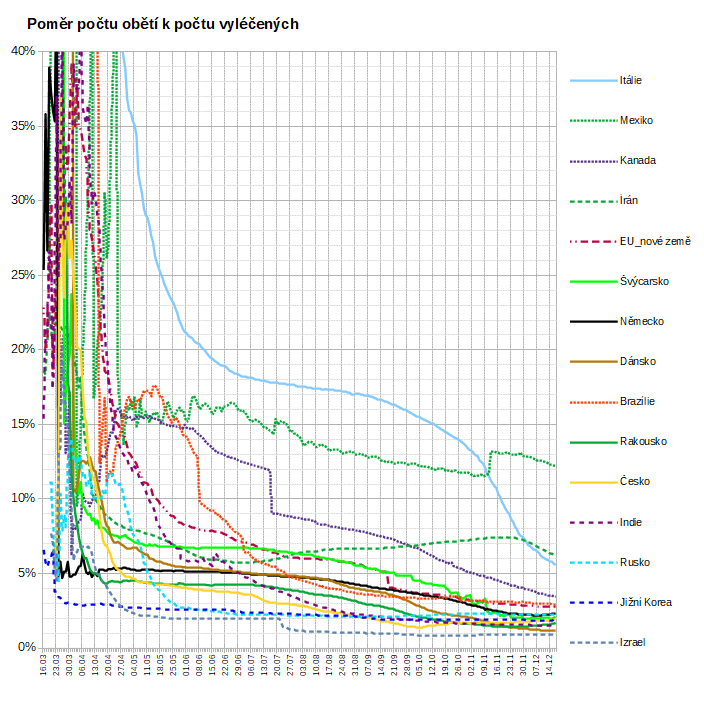 Poměr počtu obětí k počtu vyléčených
40%
35%
30%
25%
20%
15%
10%
5%
0%
16.03 23.03 30.03 06.04 13.04 20.04 27.04 04.05 11.05 18.05 25.05 01.06 08.06 15.06 22.06 29.06 06.07 13.07 20.07 27.07 03.08 10.08 17.08 24.08 31.08 07.09 14.09 21.09 28.09 05.10 12.10 19.10 26.10 02.11 09.11 16.11 23.11 30.11 07.12 14.12
Itálie
Mexiko
Kanada
Írán
EU_nové země
Švýcarsko
Německo
Dánsko
Brazílie
Rakousko
Česko
Indie
Rusko
Jižní Korea
Izrael